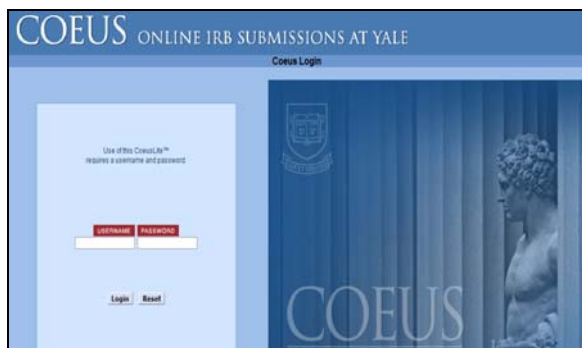 COEUS ONLINE IRB SUBMISSIONS AT YALE
Coeus Login
Use of this CoeusLite™
requires a username and password
USERNAME PASSWORD
Login Reset
COEUS